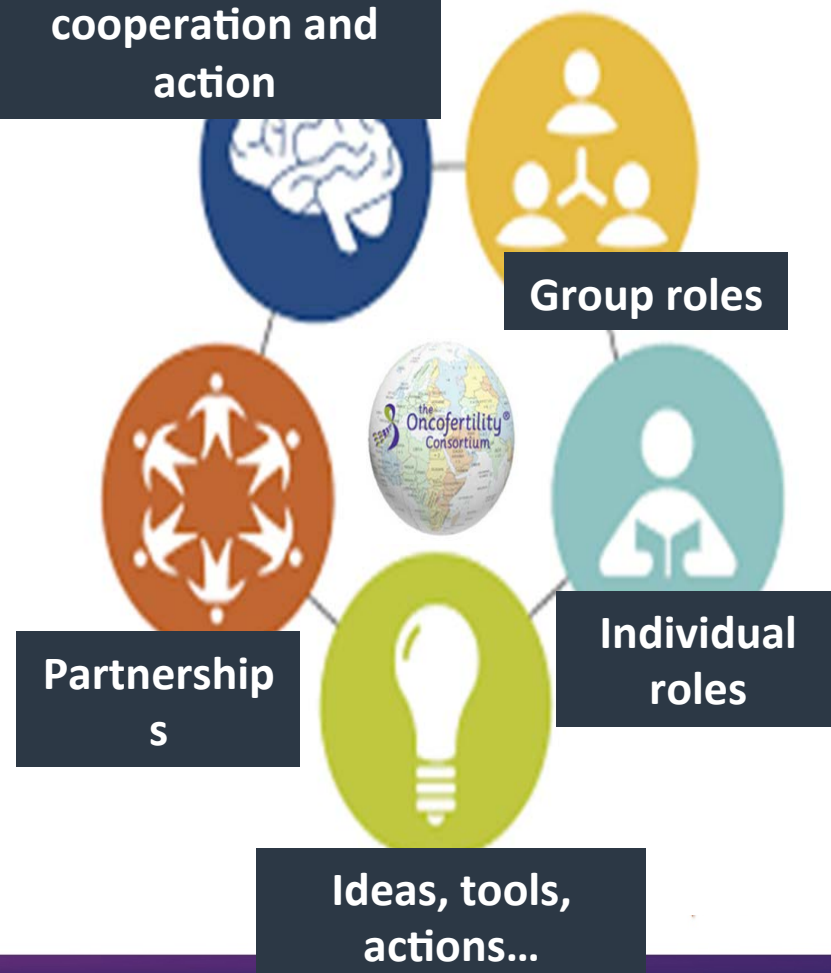 cooperation and
action
Group roles
the
Oncofertility®
Consortium
Individual
roles
Partnership
s
Ideas, tools,
actions...